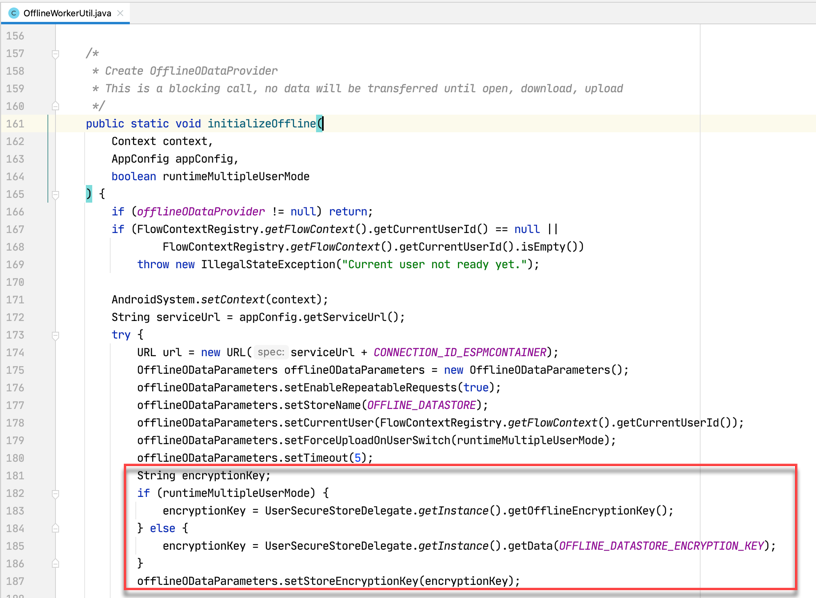 OfflineWorkerUtil.java
156
157 /*
158 * Create OfflineODataProvider
159 * This is a blocking call, no data will be transferred until open, download, upload
160 */
161 public static void initializeOffline(
162 Context context,
163 AppConfig appConfig,
164 boolean runtimeMultipleUserMode
165 ) {
166 if (offlineODataProvider != null) return;
167 if (FlowContextRegistry.getFlowContext().getCurrentUserId() == null ||
168 FlowContextRegistry.getFlowContext().getCurrentUserId().isEmpty())
169 throw new IllegalStateException("Current user not ready yet.");
170
171 AndroidSystem.setContext(context);
172 String serviceUrl = appConfig.getServiceUrl();
173 try {
174 URL url = new URL( spec: serviceUrl + CONNECTION_ID_ESPMCONTAINER);
175 OfflineODataParameters offlineODataParameters = new OfflineODataParameters();
176 offlineODataParameters.setEnableRepeatableRequests(true);
177 offlineODataParameters.setStoreName(OFFLINE_DATASTORE);
178 offlineODataParameters.setCurrentUser(FlowContextRegistry.getFlowContext().getCurrentUserId());
179 offlineODataParameters.setForceUploadOnUserSwitch(runtimeMultipleUserMode);
180 offlineODataParameters.setTimeout(5);
181 String encryptionKey;
182 if (runtimeMultipleUserMode) {
183 encryptionKey = UserSecureStoreDelegate.getInstance().getOfflineEncryptionKey();
184 } else {
185 encryptionKey = UserSecureStoreDelegate.getInstance().getData(OFFLINE_DATASTORE_ENCRYPTION_KEY);
186 }
187 offlineODataParameters.setStoreEncryptionKey(encryptionKey);